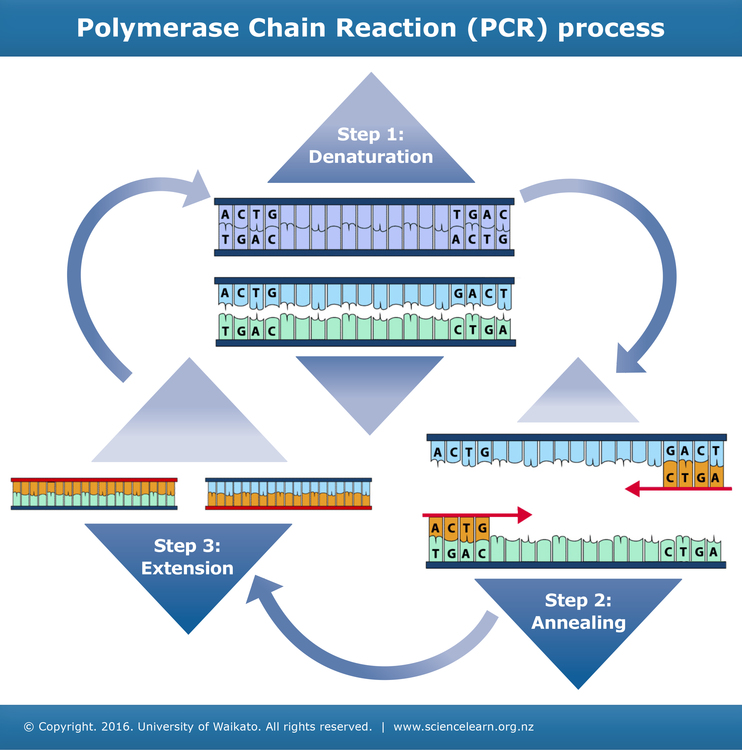 Polymerase Chain Reaction (PCR) process
Step 1:
Denaturation
A C T G T G A C
T G A C A C T G
A C T G G A C T
T G A C C T G A
A C T G G A C T
C T G A
A C T G
T G A C C T G A
Step 3:
Extension
Step 2:
Annealing
© Copyright. 2016. University of Waikato. All rights reserved. | www.sciencelearn.org.nz